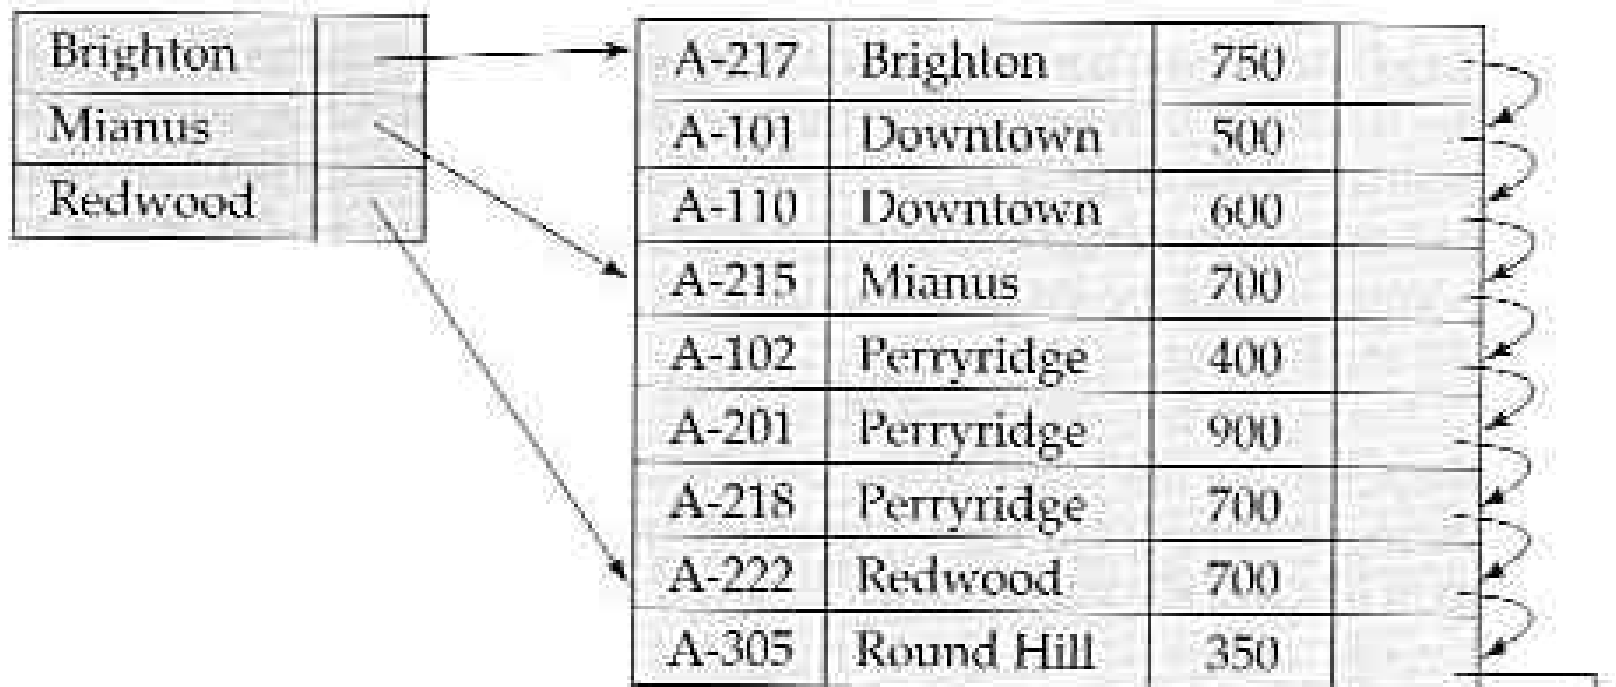 Brighton
Mianus
Redwood
A-217 Brighton 750
A-101 Downtown 500
A-110 Downtown 600
A-215 Mianus 700
A-102 Perryridge 400
A-201 Perryridge 900
A-218 Perryridge 700
A-222 Redwood 700
A-305 Round Hill 350